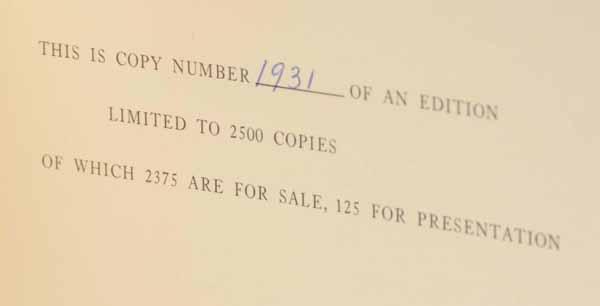 THIS IS COPY NUMBER 1931 OF AN EDITION
LIMITED TO 2500 COPIES
OF WHICH 2375 ARE FOR SALE, 125 FOR PRESENTATION